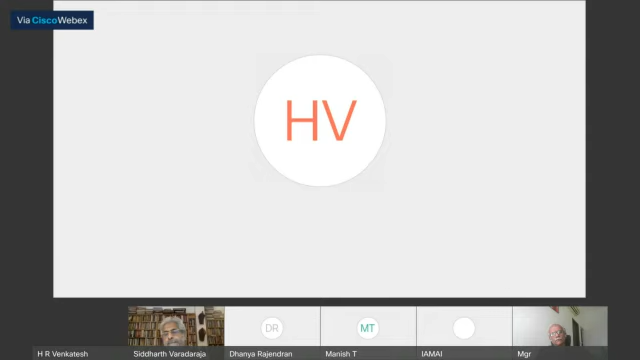 Via CiscoWebex
HV
DR
MT
H R Venkatesh
Siddharth Varadaraja
Dhanya Rajendran
Manish T
IAMAI
Mgr